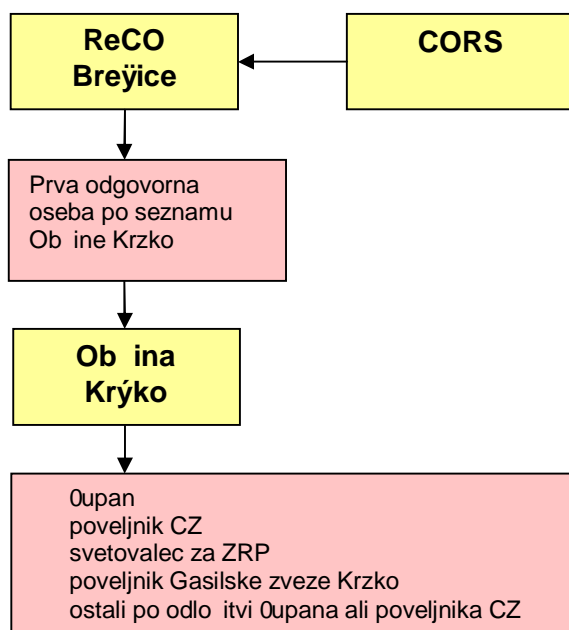 ReCO
Breÿice
CORS
Prva odgovorna
oseba po seznamu
Ob ine Krzko
Ob ina
Krýko
0upan
poveljnik CZ
svetovalec za ZRP
poveljnik Gasilske zveze Krzko
ostali po odlo itvi 0upana ali poveljnika CZ